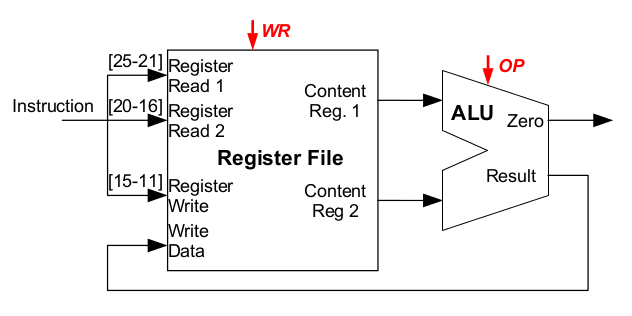 WR
OP
[25-21]
Register
Read 1
Content
Reg. 1
Instruction
[20-16]
Register
Read 2
ALU
Zero
Register File
[15-11]
Register
Write
Content
Reg 2
Result
Write
Data